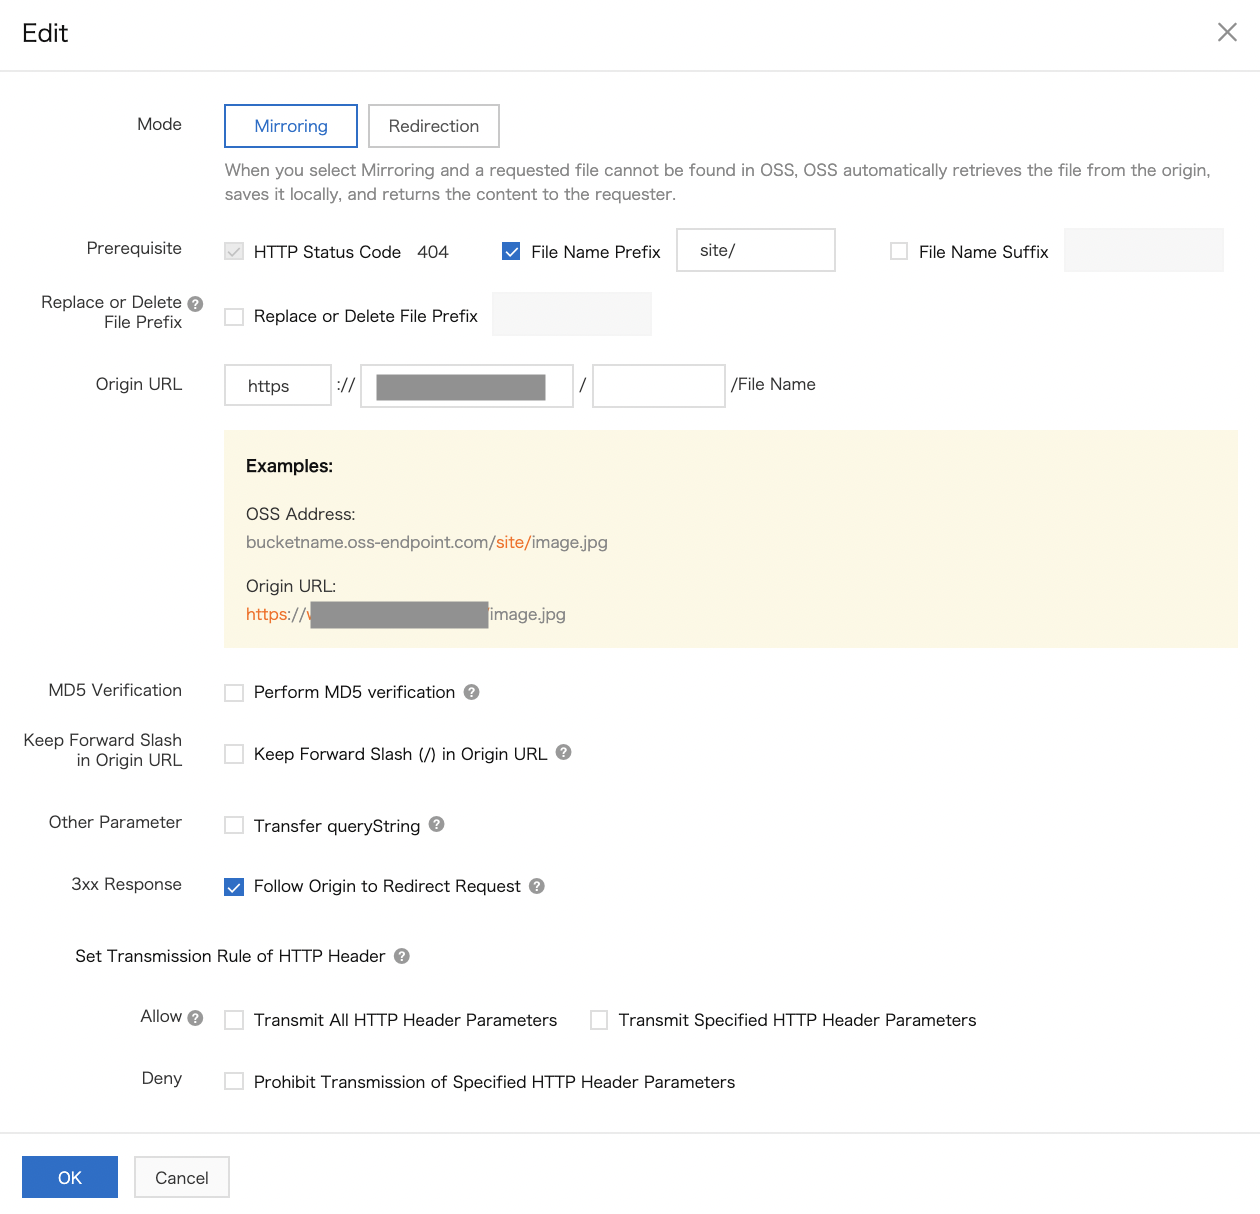 Edit
Mode
Mirroring
Redirection
When you select Mirroring and a requested file cannot be found in OSS, OSS automatically retrieves the file from the origin,
saves it locally, and returns the content to the requester.
Prerequisite
HTTP Status Code 404
File Name Prefix
site/
File Name Suffix
Replace or Delete
File Prefix
Replace or Delete File Prefix
Origin URL
https
://
/
/File Name
Examples:
OSS Address:
bucketname.oss-endpoint.com/site/image.jpg
Origin URL:
https:// image.jpg
MD5 Verification
Perform MD5 verification
Keep Forward Slash
in Origin URL
Keep Forward Slash (/) in Origin URL
Other Parameter
Transfer queryString
3xx Response
Follow Origin to Redirect Request
Set Transmission Rule of HTTP Header
Allow
Transmit All HTTP Header Parameters
Transmit Specified HTTP Header Parameters
Deny
Prohibit Transmission of Specified HTTP Header Parameters
OK
Cancel